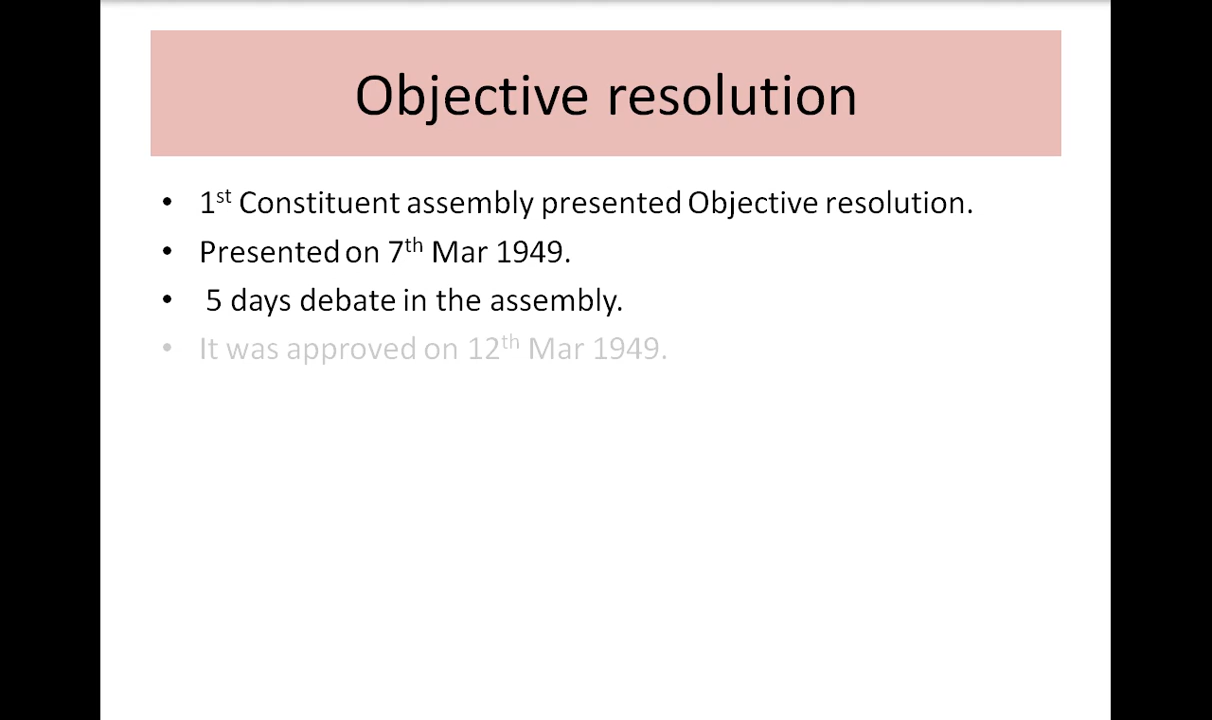 Objective resolution
• 1st Constituent assembly presented Objective resolution.
• Presented on 7th Mar 1949.
• 5 days debate in the assembly.
• It was approved on 12th Mar 1949.